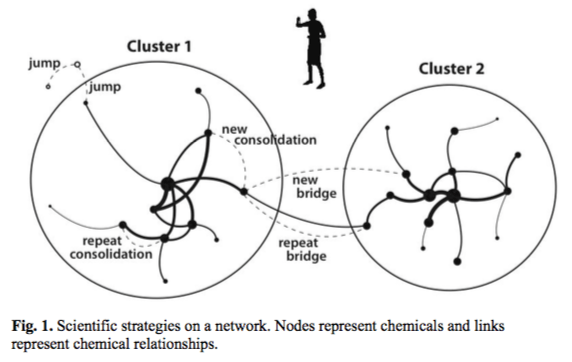 Cluster 1
Cluster 2
jump
jump
new
consolidation
new
bridge
repeat
consolidation
repeat
bridge
Fig. 1. Scientific strategies on a network. Nodes represent chemicals and links
represent chemical relationships.